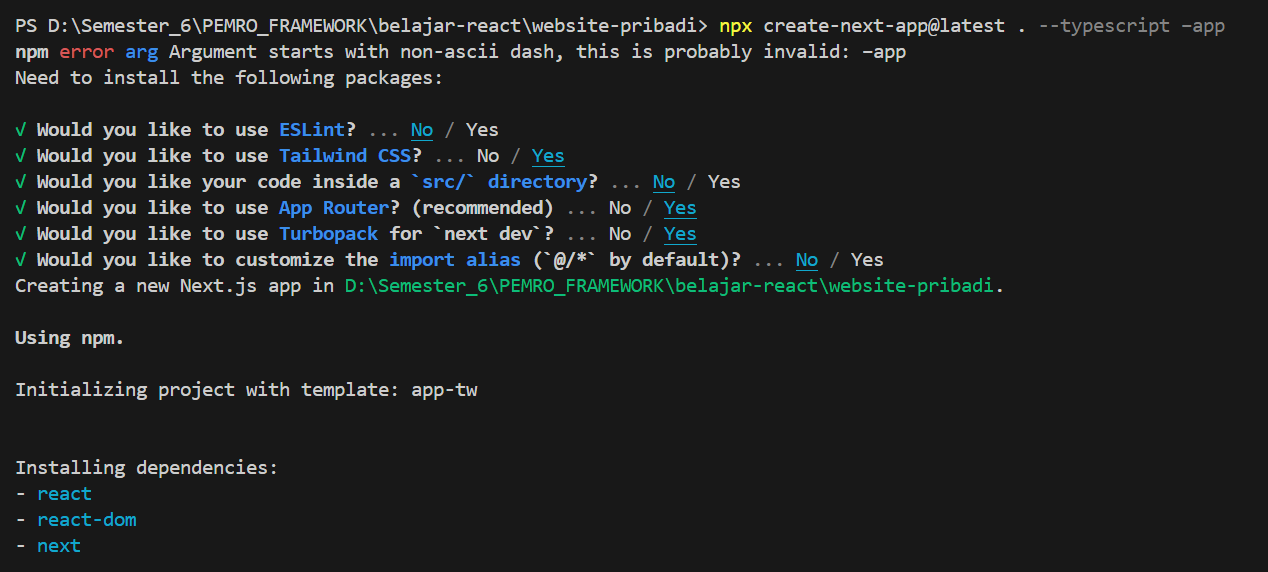 PS D:\Semester_6\PEMRO_FRAMEWORK\belajar-react\website-pribadi> npx create-next-app@latest . --typescript –app
npm error arg Argument starts with non-ascii dash, this is probably invalid: –app
Need to install the following packages:
√ Would you like to use ESLint? ... No / Yes
√ Would you like to use Tailwind CSS? ... No / Yes
√ Would you like your code inside a `src/` directory? ... No / Yes
√ Would you like to use App Router? (recommended) ... No / Yes
√ Would you like to use Turbopack for `next dev`? ... No / Yes
√ Would you like to customize the import alias (`@/*` by default)? ... No / Yes
Creating a new Next.js app in D:\Semester_6\PEMRO_FRAMEWORK\belajar-react\website-pribadi.
Using npm.
Initializing project with template: app-tw
Installing dependencies:
- react
- react-dom
- next